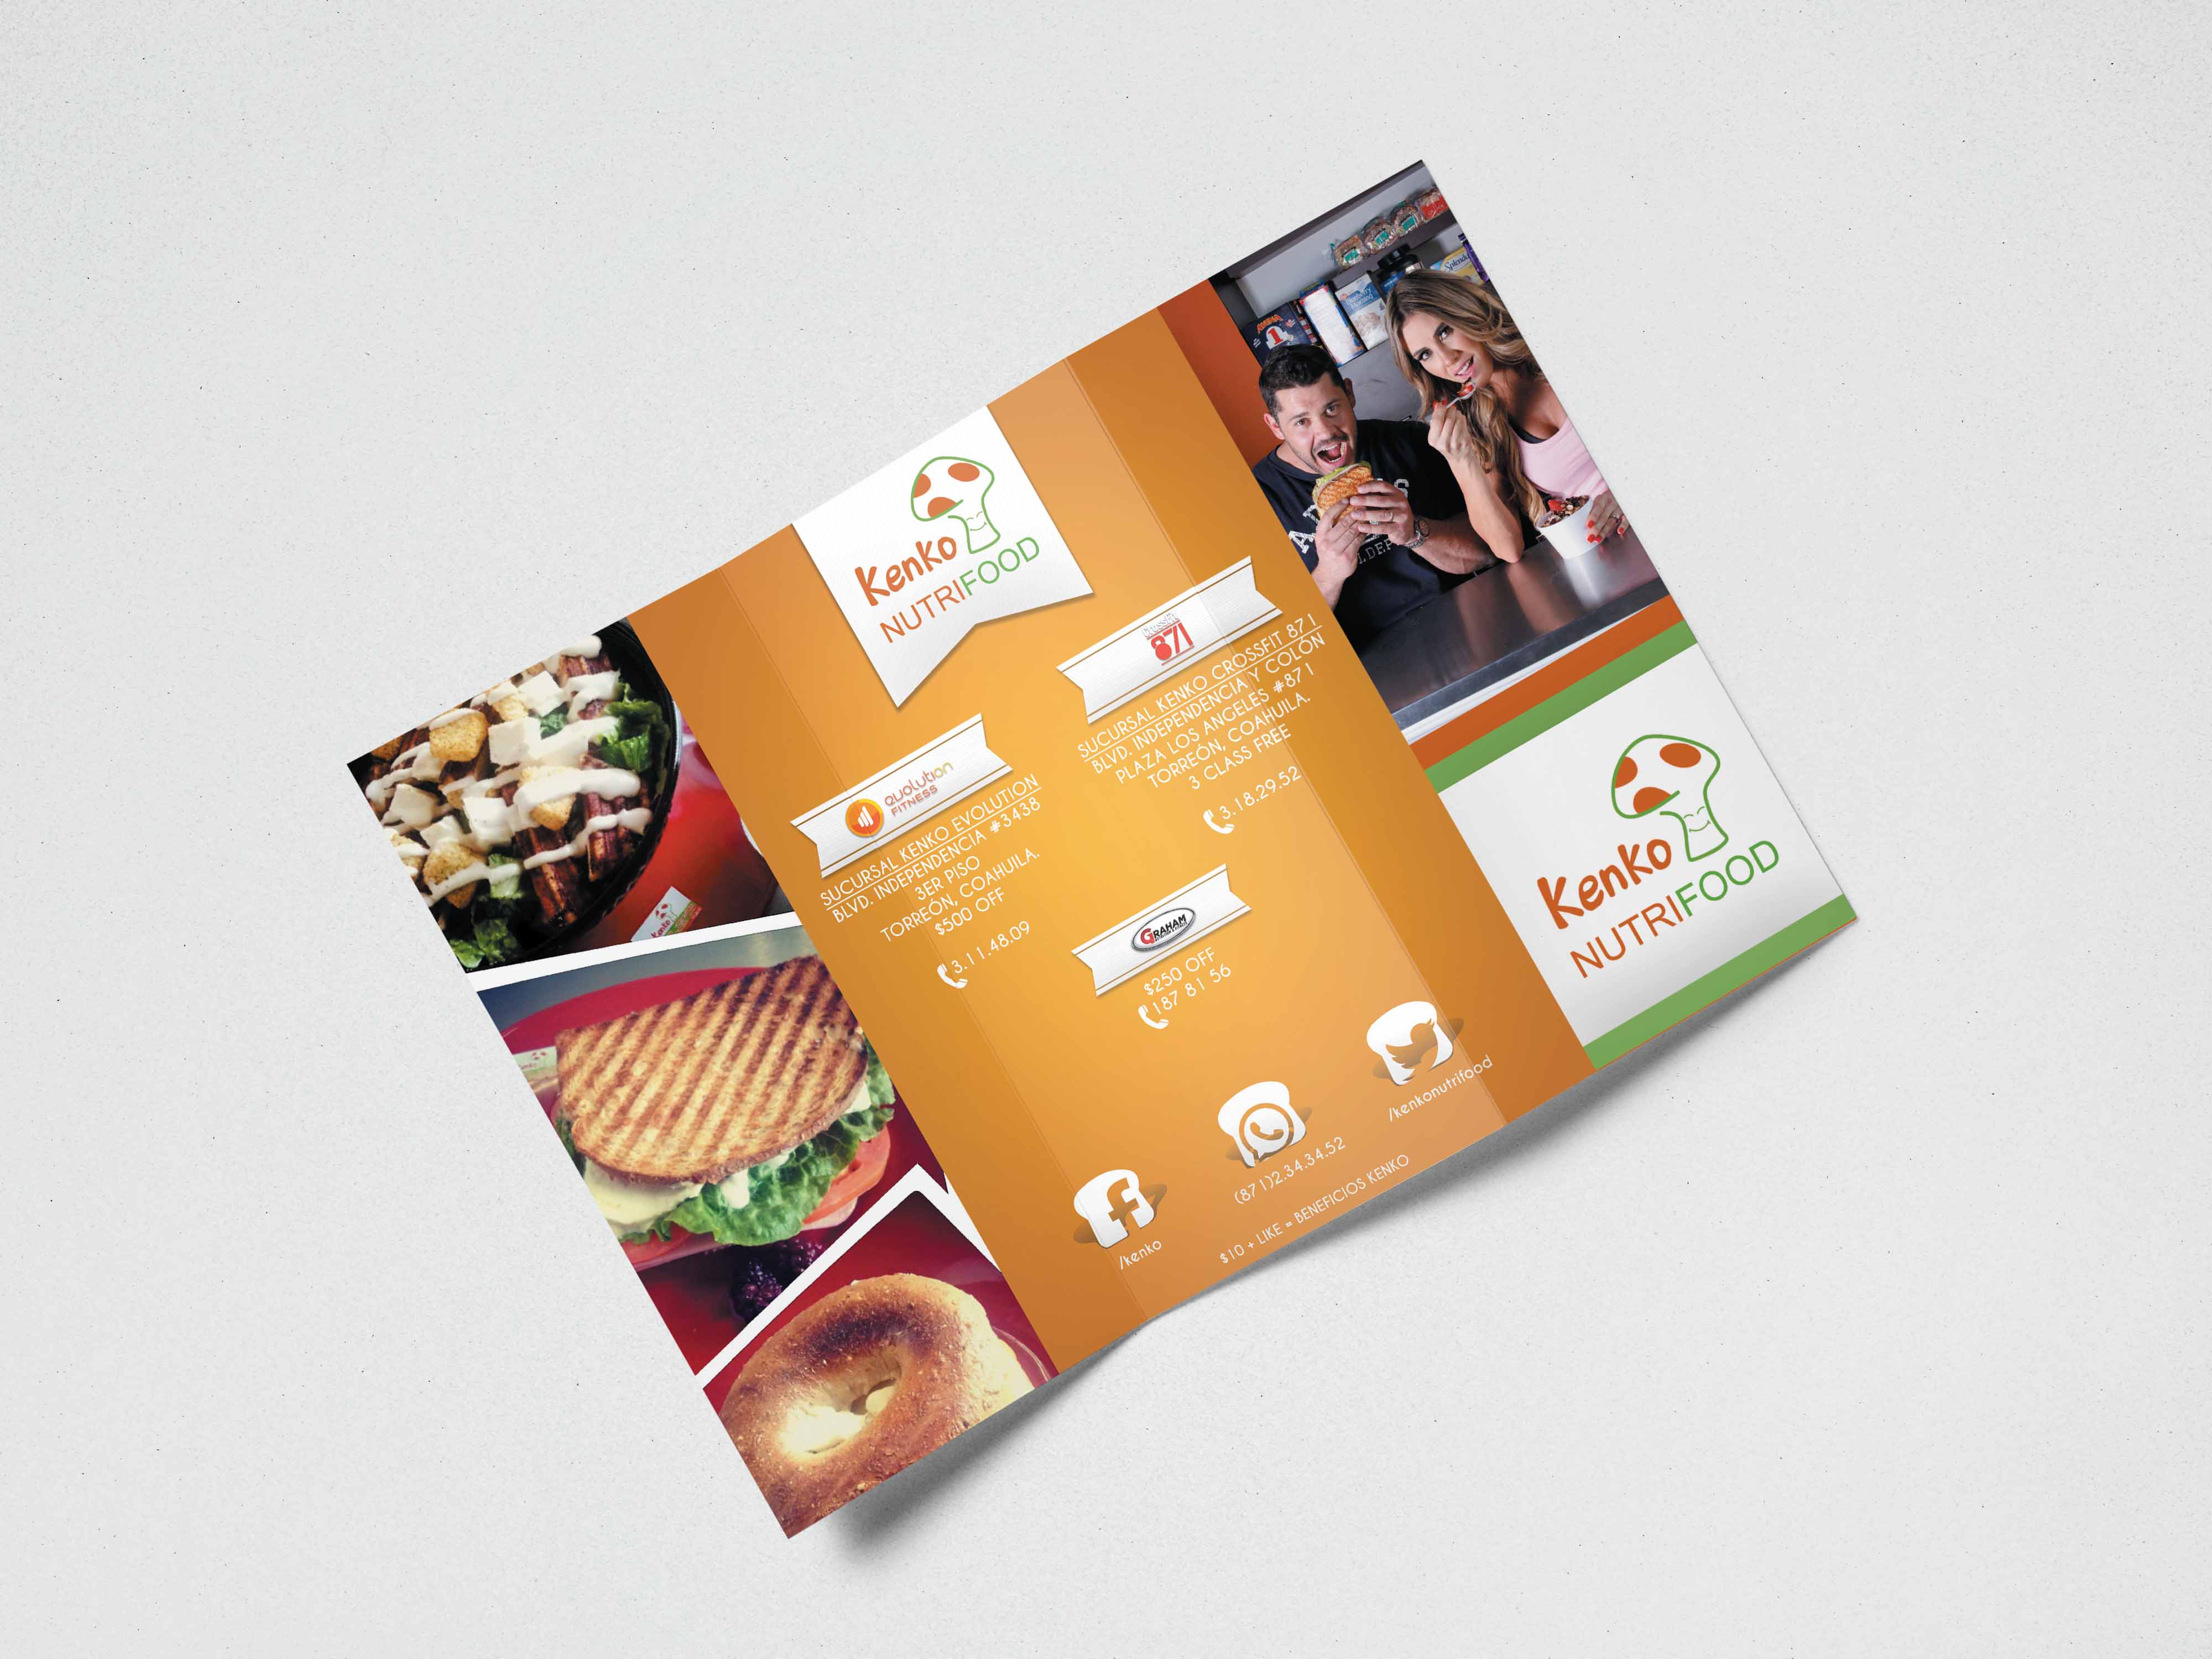 Kenko
NUTRIFOOD
evolution
FITNESS
SUCURSAL KENKO EVOLUTION
BLVD. INDEPENDENCIA #3438
3ER PISO
TORREÓN, COAHUILA.
$500 OFF
3.11.48.09
871
SUCURSAL KENKO CROSSFIT 871
BLVD. INDEPENDENCIA Y COLÓN
PLAZA LOS ANGELES #871
TORREÓN, COAHUILA.
3 CLASS FREE
3.18.29.52
GRAHAM
$250 OFF
187 81 56
/kenko
(871)2.34.34.52
/kenkonutrifood
$10 + LIKE = BENEFICIOS KENKO
Splenda
Kenko
NUTRIFOOD
Kenko